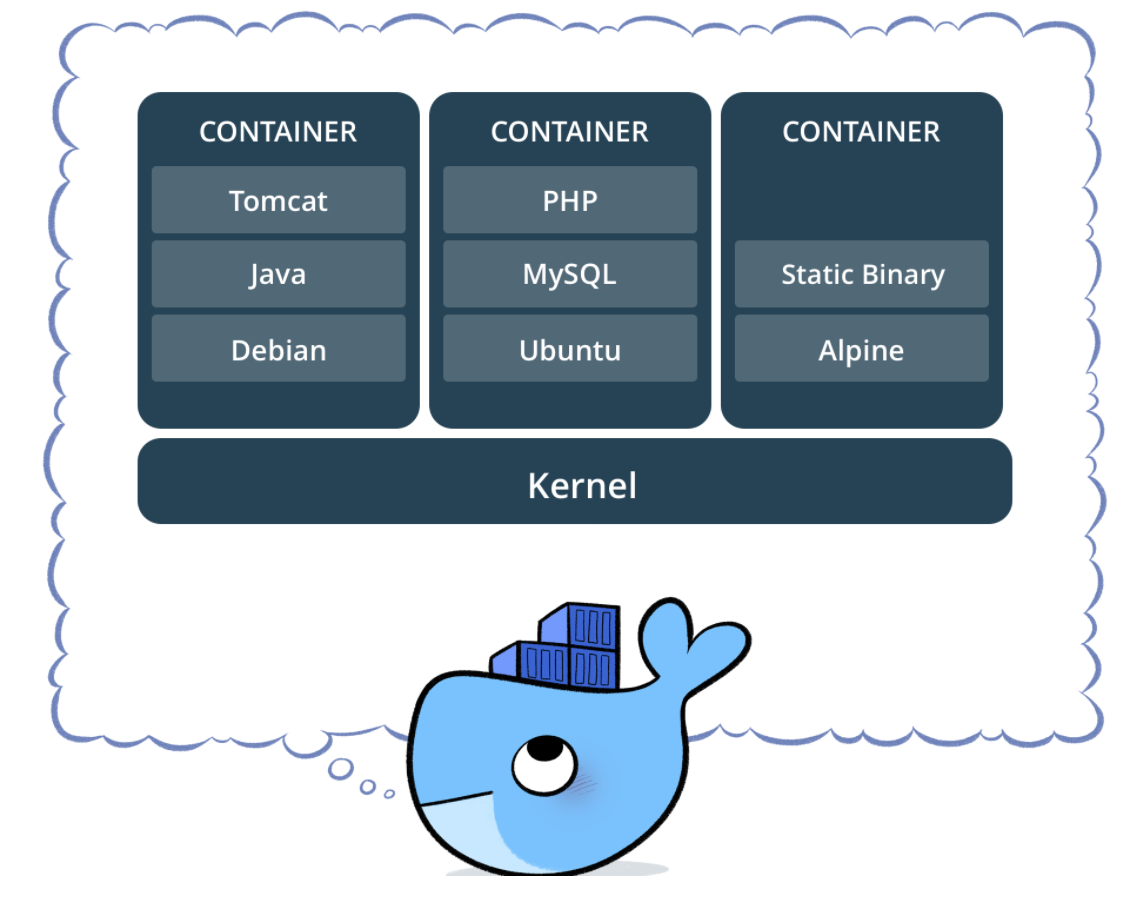 CONTAINER
Tomcat
Java
Debian
CONTAINER
PHP
MySQL
Ubuntu
CONTAINER
Static Binary
Alpine
Kernel